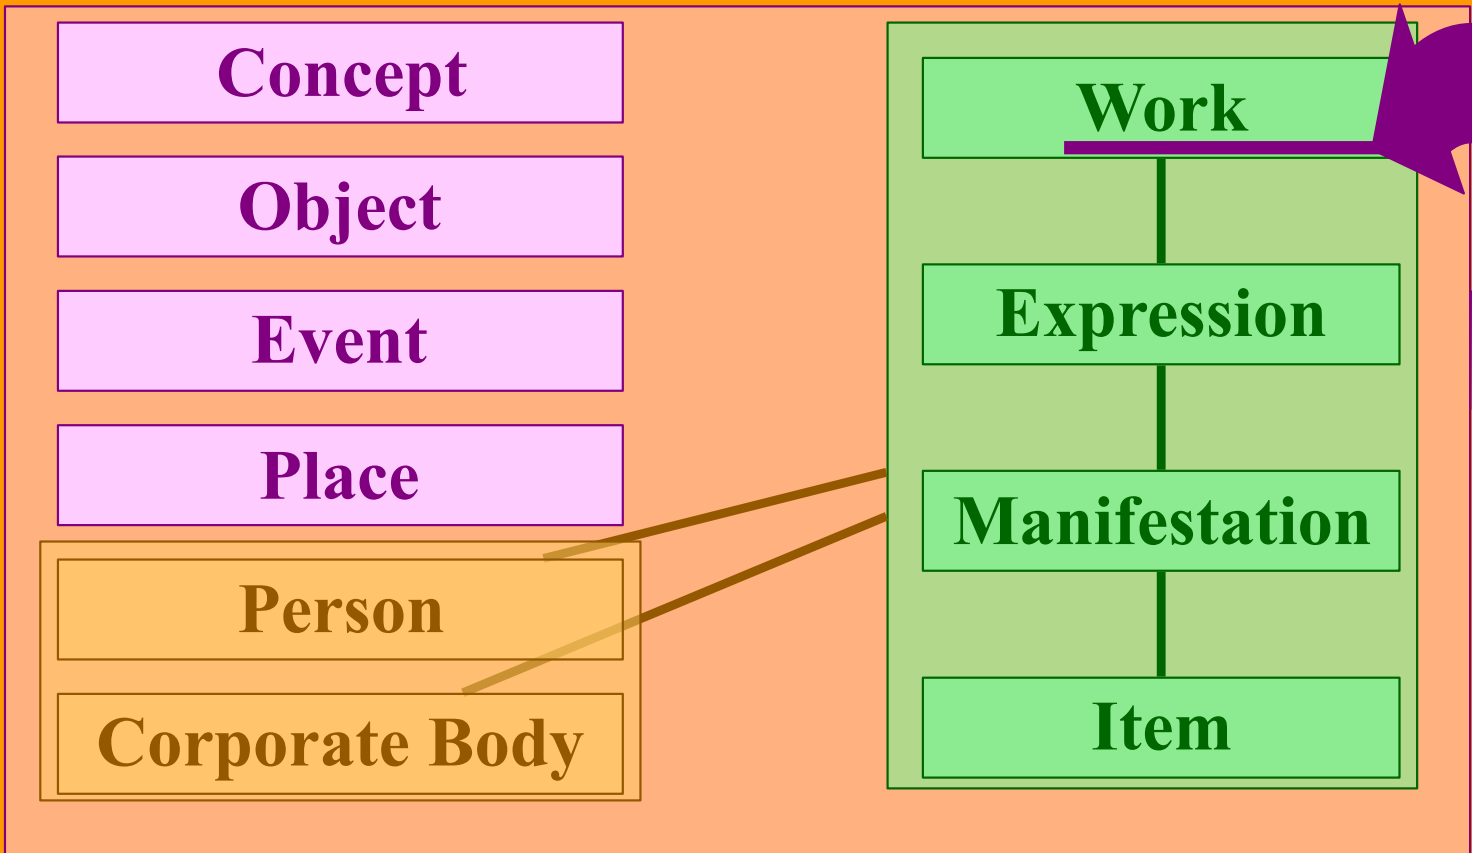 Concept
Object
Event
Place
Person
Corporate Body
Work
Expression
Manifestation
Item